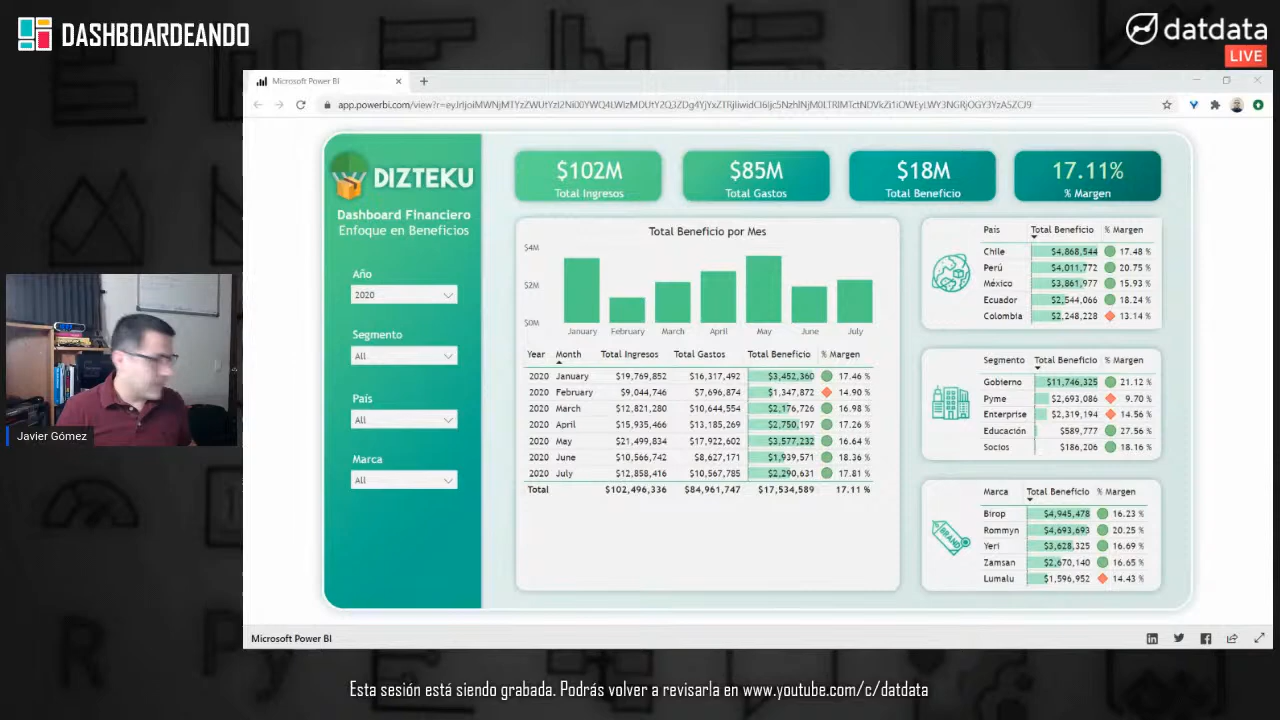 DASHBOARDEANDO
datdata
LIVE
Microsoft Power BI
Javier Gómez
DIZTEKU
Dashboard Financiero
Enfoque en Beneficios
Año
2020
Segmento
All
País
All
Marca
All
$102M
Total Ingresos
$85M
Total Gastos
$18M
Total Beneficio
17.11%
% Margen
Total Beneficio por Mes
$4M
$2M
$0M
January February March April May June July
Year Month Total Ingresos Total Gastos Total Beneficio % Margen
2020 January $19,769,852 $16,317,492 $3,452,360 17.46 %
2020 February $9,044,746 $7,696,874 $1,347,872 14.90 %
2020 March $12,821,280 $10,644,554 $2,176,726 16.98 %
2020 April $15,935,466 $13,185,269 $2,750,197 17.26 %
2020 May $21,499,834 $17,922,602 $3,577,232 16.64 %
2020 June $10,566,742 $8,627,171 $1,939,571 18.36 %
2020 July $12,858,416 $10,567,785 $2,290,631 17.81 %
Total $102,496,336 $84,961,747 $17,534,589 17.11 %
País Total Beneficio % Margen
Chile $4,868,544 17.48 %
Perú $4,011,772 20.75 %
México $3,861,977 15.93 %
Ecuador $2,544,066 18.24 %
Colombia $2,248,228 13.14 %
Segmento Total Beneficio % Margen
Gobierno $11,746,325 21.12 %
Pyme $2,693,086 9.70 %
Enterprise $2,319,194 14.56 %
Educación $589,777 27.56 %
Socios $186,206 18.16 %
BRAND
Marca Total Beneficio % Margen
Birop $4,945,478 16.23 %
Rommyn $4,693,693 20.25 %
Yeri $3,628,325 16.69 %
Zamsan $2,670,140 16.65 %
Lumalu $1,596,952 14.43 %
Microsoft Power BI
Esta sesión está siendo grabada. Podrás volver a revisarla en www.youtube.com/c/datdata